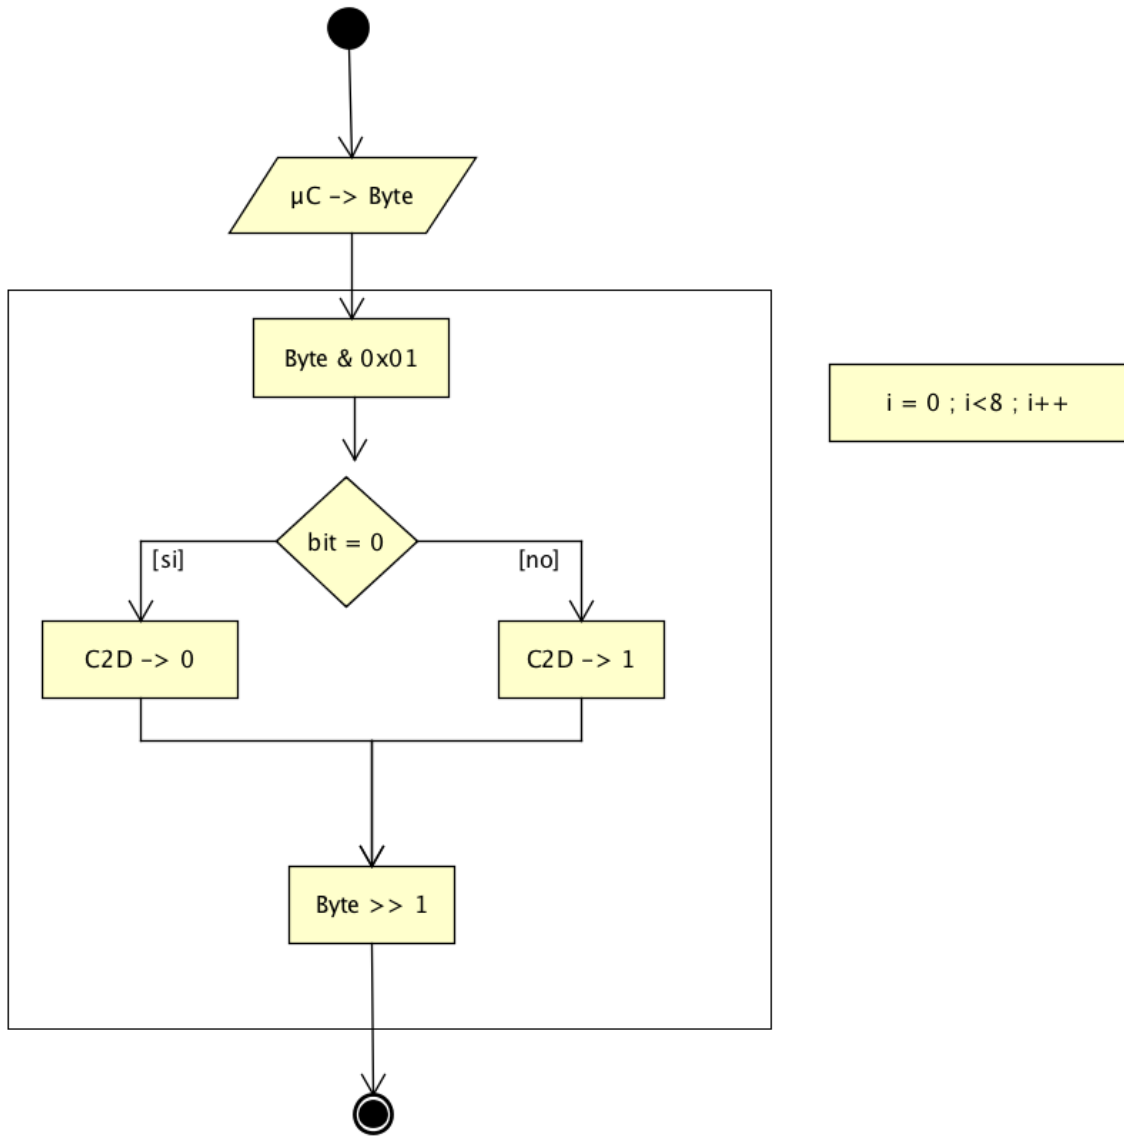 µC -> Byte
Byte & 0x01
i = 0 ; i<8 ; i++
bit = 0
[si]
[no]
C2D -> 0
C2D -> 1
Byte >> 1